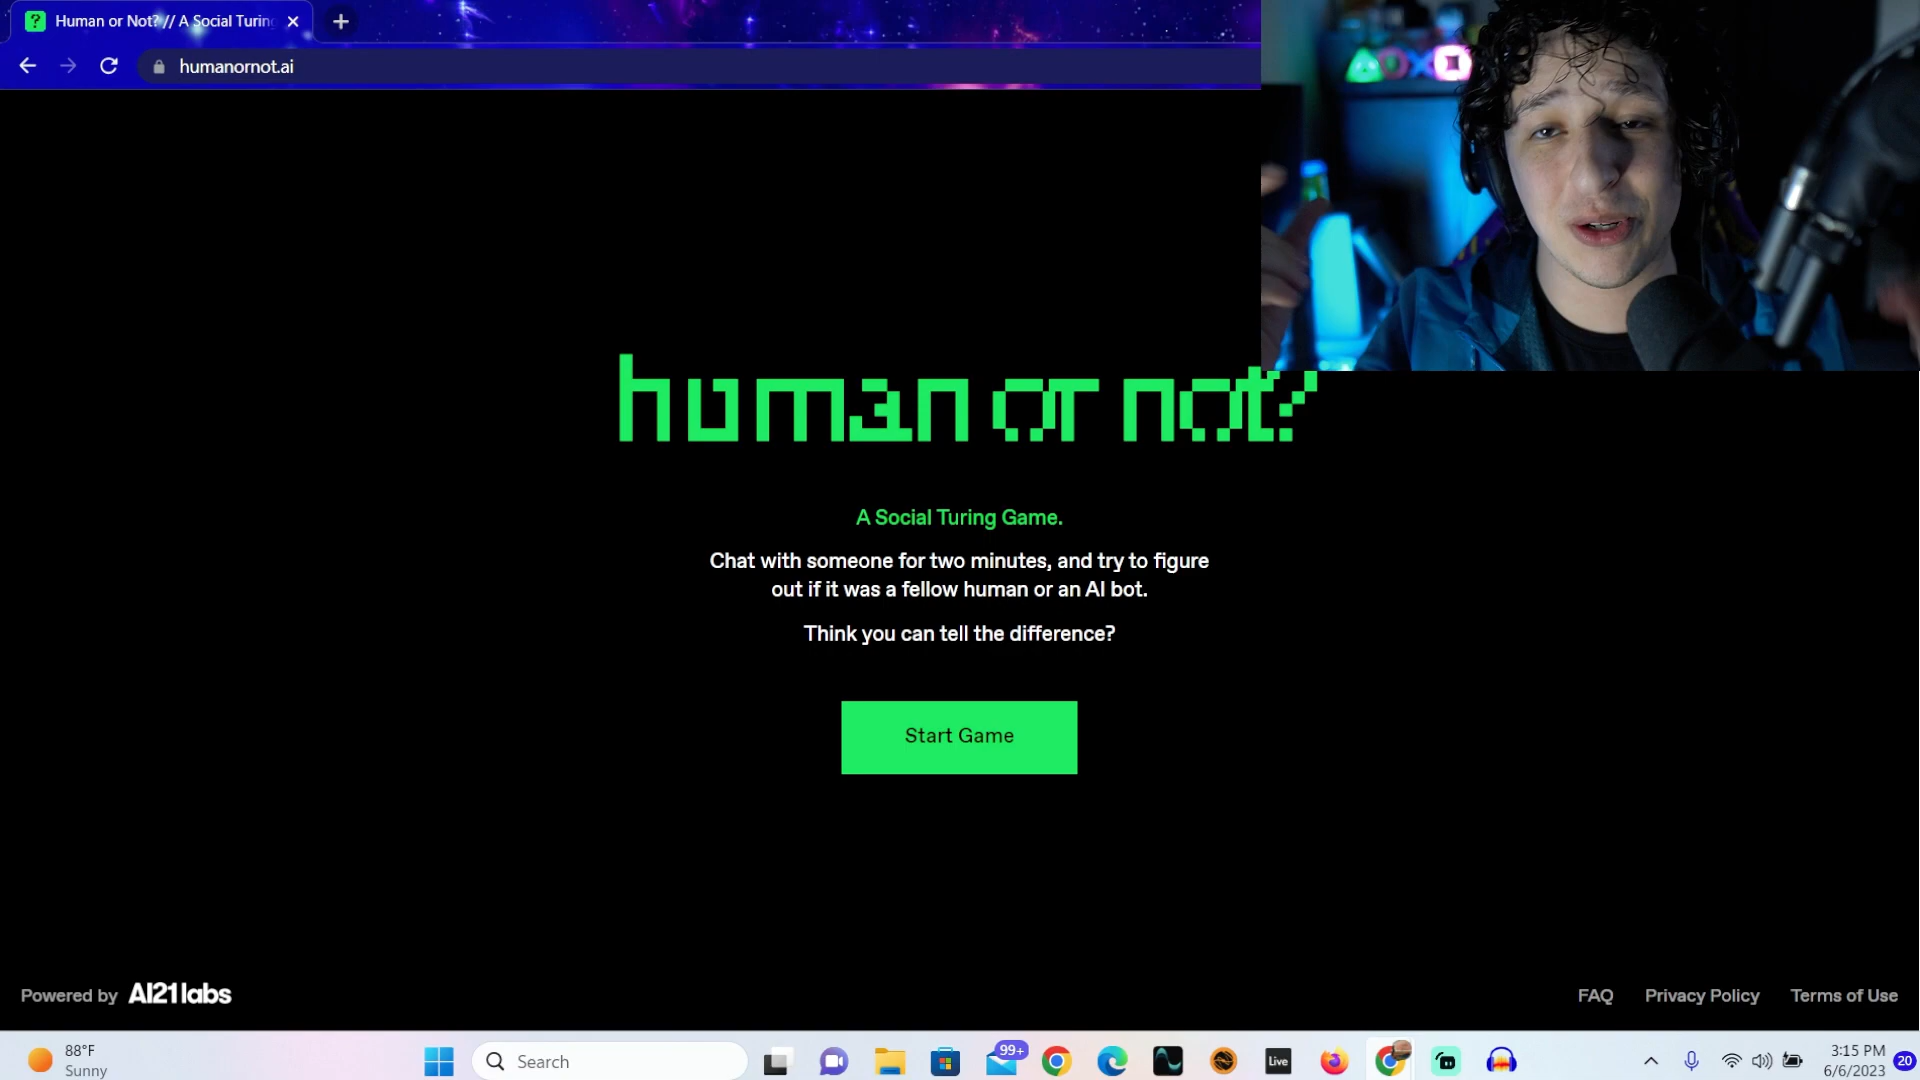 Human or Not? // A Social Turing
humanornot.ai
human or not?
A Social Turing Game.
Chat with someone for two minutes, and try to figure
out if it was a fellow human or an AI bot.
Think you can tell the difference?
Start Game
Powered by AI21labs
FAQ Privacy Policy Terms of Use
88°F
Sunny
Search
99+
Live
3:15 PM
6/6/2023
20